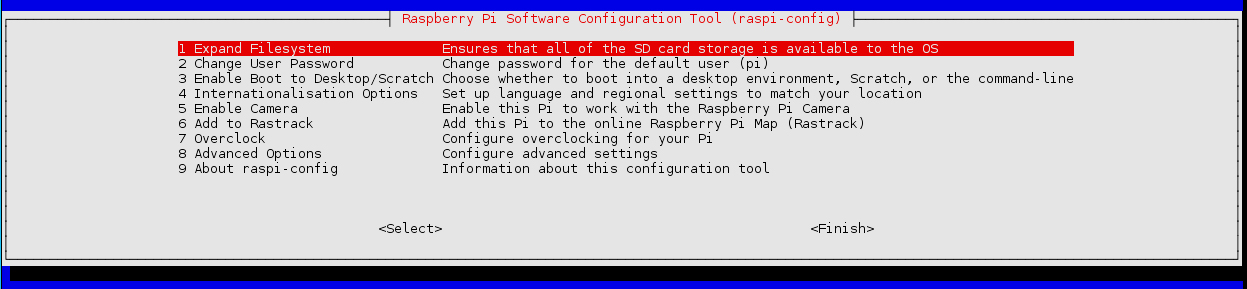 Raspberry Pi Software Configuration Tool (raspi-config)
1 Expand Filesystem Ensures that all of the SD card storage is available to the OS
2 Change User Password Change password for the default user (pi)
3 Enable Boot to Desktop/Scratch Choose whether to boot into a desktop environment, Scratch, or the command-line
4 Internationalisation Options Set up language and regional settings to match your location
5 Enable Camera Enable this Pi to work with the Raspberry Pi Camera
6 Add to Rastrack Add this Pi to the online Raspberry Pi Map (Rastrack)
7 Overclock Configure overclocking for your Pi
8 Advanced Options Configure advanced settings
9 About raspi-config Information about this configuration tool
<Select> <Finish>